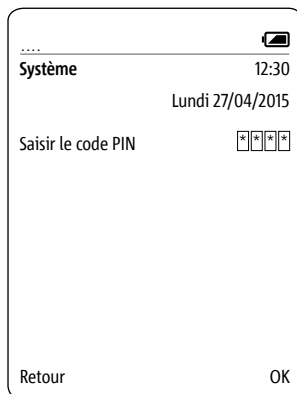 ....
Système 12:30
Lundi 27/04/2015
Saisir le code PIN ****
Retour OK